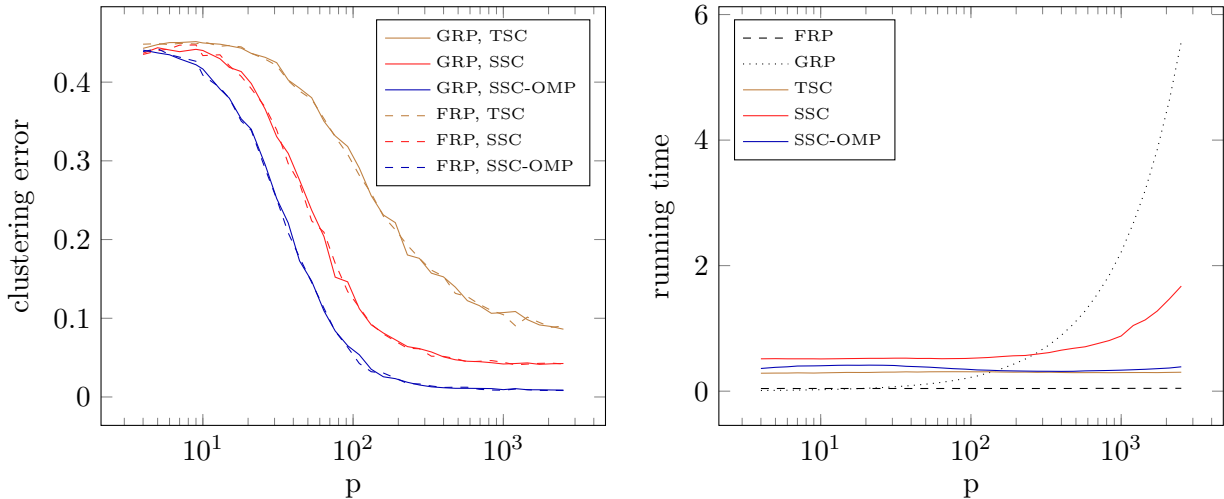 GRP, TSC
GRP, SSC
GRP, SSC-OMP
FRP, TSC
FRP, SSC
FRP, SSC-OMP
0.4
0.3
0.2
0.1
0
clustering error
10^1
10^2
10^3
p
FRP
GRP
TSC
SSC
SSC-OMP
6
4
2
0
running time
10^1
10^2
10^3
p